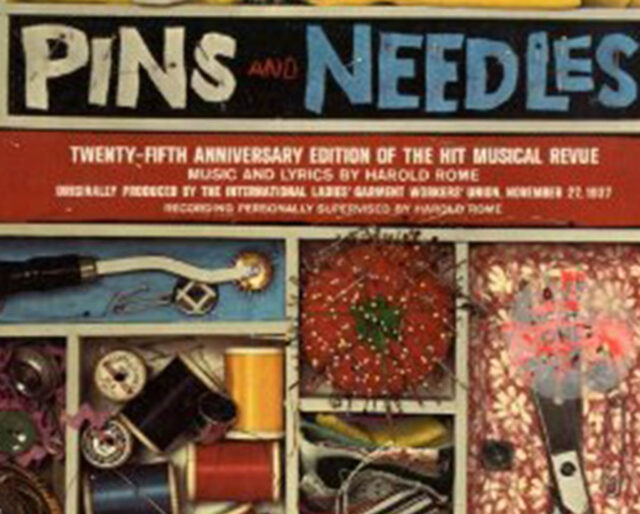 PINS AND NEEDLES
TWENTY-FIFTH ANNIVERSARY EDITION OF THE HIT MUSICAL REVUE
MUSIC AND LYRICS BY HAROLD ROME
ORIGINALLY PRODUCED BY THE INTERNATIONAL LADIES' GARMENT WORKERS' UNION, NOVEMBER 27, 1937
RECORDING PERSONALLY SUPERVISED BY HAROLD ROME